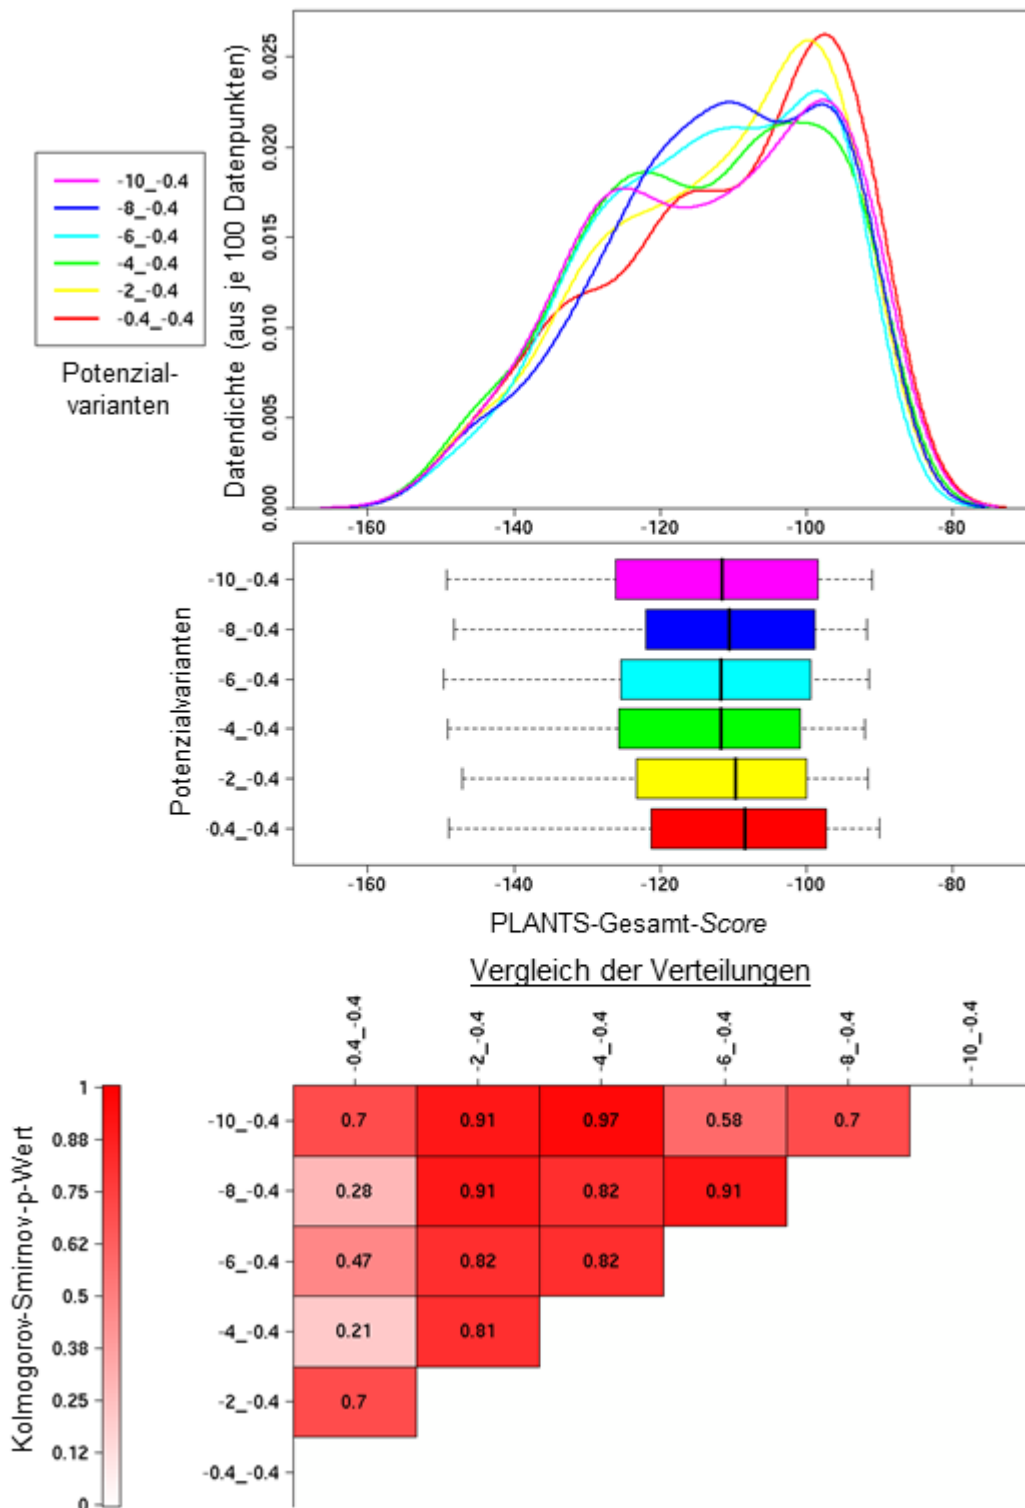 Datendichte (aus je 100 Datenpunkten)
0.025
0.020
0.015
0.010
0.005
0.000
-10_-0.4
-8_-0.4
-6_-0.4
-4_-0.4
-2_-0.4
-0.4_-0.4
Potenzial-
varianten
-160 -140 -120 -100 -80
Potenzialvarianten
-10_-0.4
-8_-0.4
-6_-0.4
-4_-0.4
-2_-0.4
-0.4_-0.4
-160 -140 -120 -100 -80
PLANTS-Gesamt-Score
Vergleich der Verteilungen
-0.4_-0.4 -2_-0.4 -4_-0.4 -6_-0.4 -8_-0.4 -10_-0.4
Kolmogorov-Smirnov-p-Wert
1
0.88
0.75
0.62
0.5
0.38
0.25
0.12
0
-10_-0.4 0.7 0.91 0.97 0.58 0.7
-8_-0.4 0.28 0.91 0.82 0.91
-6_-0.4 0.47 0.82 0.82
-4_-0.4 0.21 0.81
-2_-0.4 0.7
-0.4_-0.4